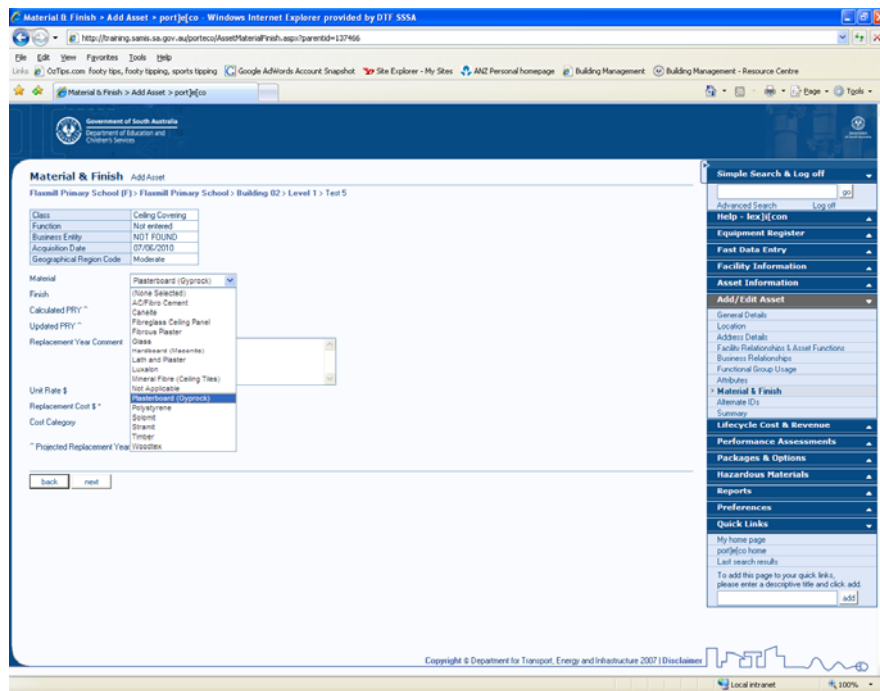 Material & Finish > Add Asset > port]e[co - Windows Internet Explorer provided by DTF SSSA
http://training.samis.sa.gov.au/porteco/AssetMaterialFinish.aspx?parentid=137466
File Edit View Favorites Tools Help
Links OzTips.com footy tips, footy tipping, sports tipping Google AdWords Account Snapshot Site Explorer - My Sites ANZ Personal homepage Building Management Building Management - Resource Centre
Material & Finish > Add Asset > port]e[co
Page Tools
Government of South Australia
Department of Education and
Children's Services
Material & Finish Add Asset
Flaxmill Primary School (F) > Flaxmill Primary School > Building 02 > Level 1 > Test 5
Class Ceiling Covering
Function Not entered
Business Entity NOT FOUND
Acquisition Date 07/06/2010
Geographical Region Code Moderate
Material Plasterboard (Gyprock)
Finish
Calculated PRY ^
Updated PRY ^
Replacement Year Comment
Unit Rate $
Replacement Cost $ *
Cost Category
^ Projected Replacement Year
(None Selected)
AC/Fibro Cement
Caneite
Fibreglass Ceiling Panel
Fibrous Plaster
Glass
Hardboard (Masonite)
Lath and Plaster
Luxalon
Mineral Fibre (Ceiling Tiles)
Not Applicable
Plasterboard (Gyprock)
Polystyrene
Solomit
Stramit
Timber
Woodtex
back next
Simple Search & Log off
go
Advanced Search Log off
Help - lex]i[con
Equipment Register
Fast Data Entry
Facility Information
Asset Information
Add/Edit Asset
General Details
Location
Address Details
Facility Relationships & Asset Functions
Business Relationships
Functional Group Usage
Attributes
> Material & Finish
Alternate IDs
Summary
Lifecycle Cost & Revenue
Performance Assessments
Packages & Options
Hazardous Materials
Reports
Preferences
Quick Links
My home page
port]e[co home
Last search results
To add this page to your quick links,
please enter a descriptive title and click add.
add
Copyright © Department for Transport, Energy and Infrastructure 2007 | Disclaimer
Local intranet 100%